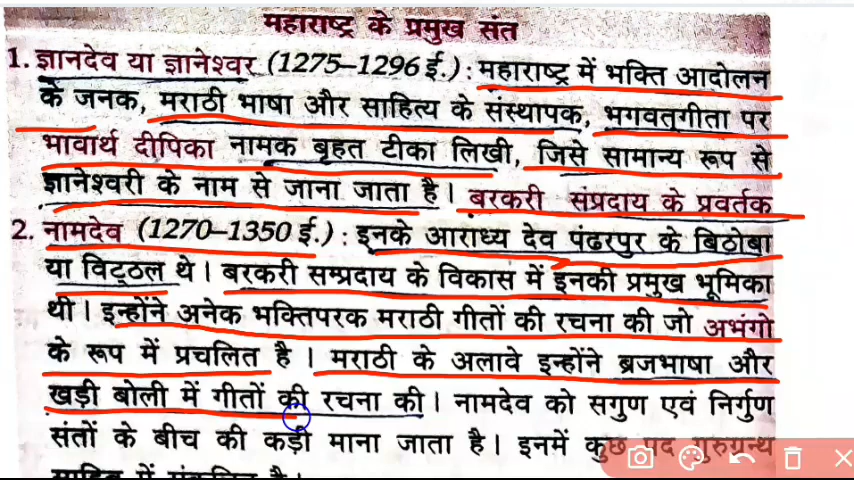 महाराष्ट्र के प्रमुख संत
1. ज्ञानदेव या ज्ञानेश्वर (1275–1296 ई.) : महाराष्ट्र में भक्ति आदोलन
के जनक, मराठी भाषा और साहित्य के संस्थापक, भगवत्गीता पर
भावार्थ दीपिका नामक बृहत टीका लिखी, जिसे सामान्य रूप से
ज्ञानेश्वरी के नाम से जाना जाता है। बरकरी संप्रदाय के प्रवर्तक
2. नामदेव (1270–1350 ई.) : इनके आराध्य देव पंढरपुर के बिठोबा
या विट्ठल थे। बरकरी सम्प्रदाय के विकास में इनकी प्रमुख भूमिका
थी। इन्होंने अनेक भक्तिपरक मराठी गीतों की रचना की जो अभंगो
के रूप में प्रचलित है। मराठी के अलावे इन्होंने ब्रजभाषा और
खड़ी बोली में गीतों की रचना की। नामदेव को सगुण एवं निर्गुण
संतों के बीच की कड़ी माना जाता है। इनमें कुछ पद गुरुग्रन्थ